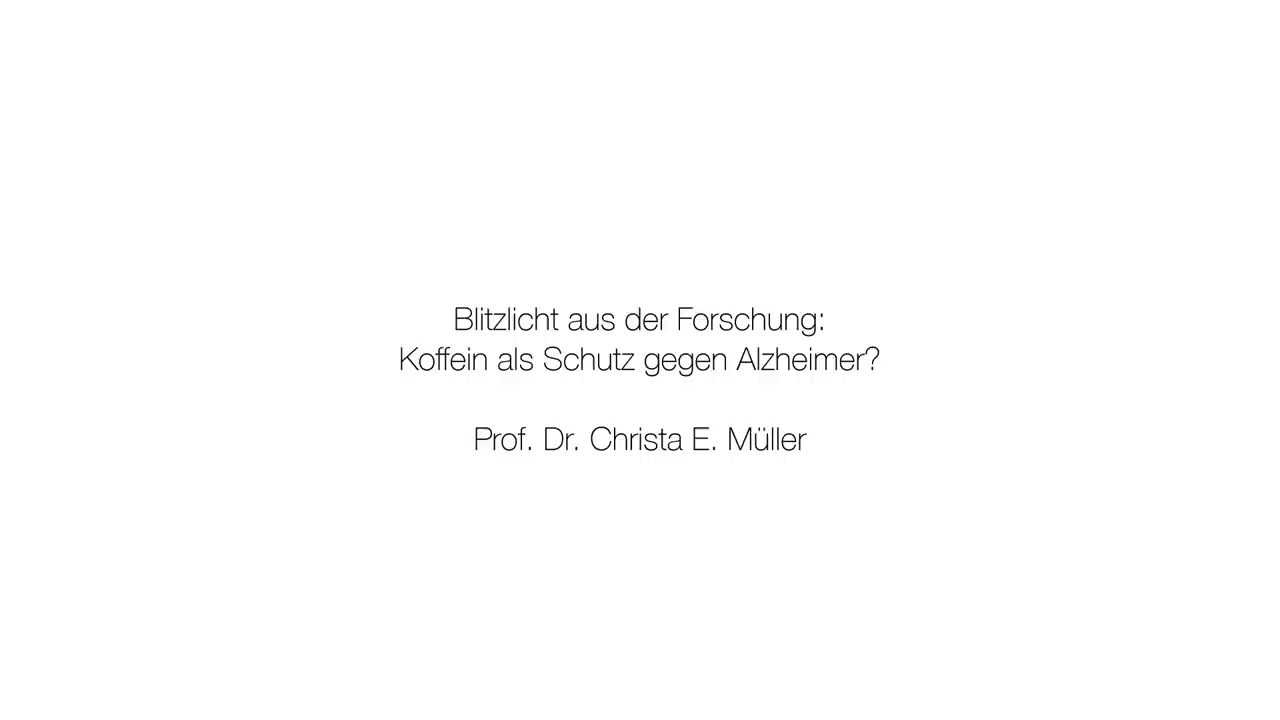 Blitzlicht aus der Forschung:
Koffein als Schutz gegen Alzheimer?
Prof. Dr. Christa E. Müller